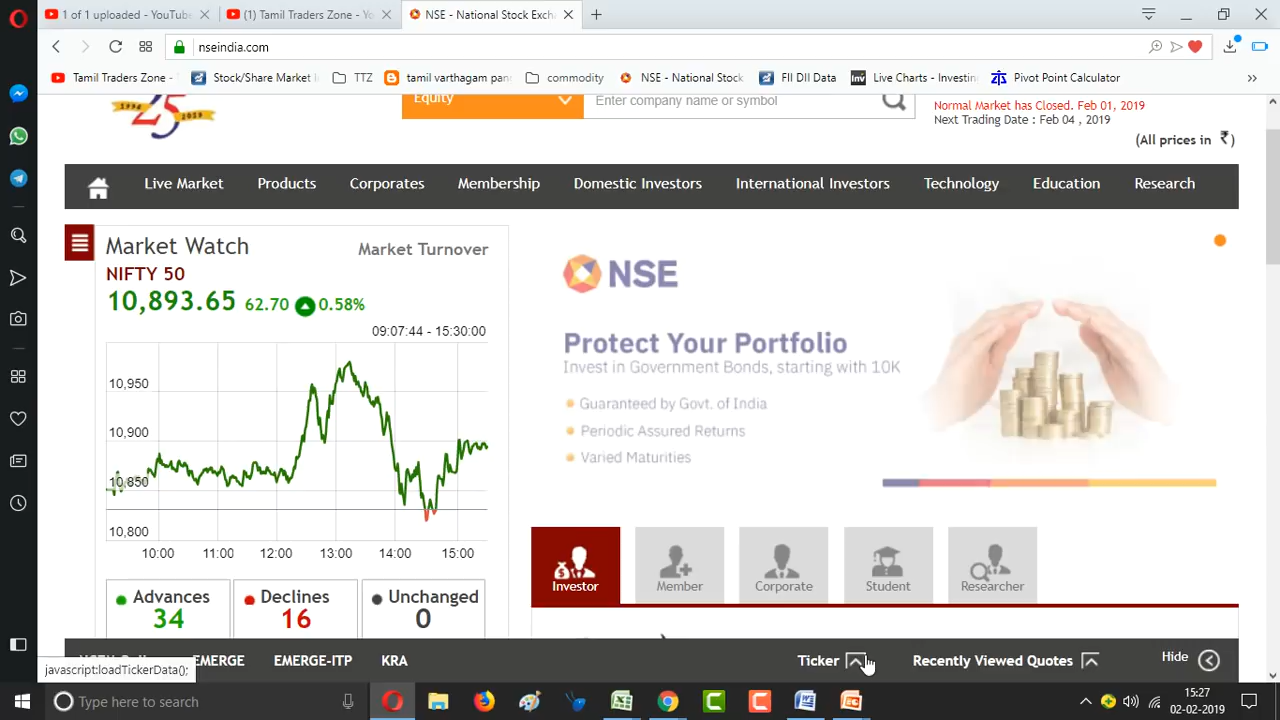 1 of 1 uploaded - YouTube
(1) Tamil Traders Zone - Yo
NSE - National Stock Exch
nseindia.com
Tamil Traders Zone -
Stock/Share Market
TTZ
tamil varthagam pan
commodity
NSE - National Stock
FII DII Data
Inv
Live Charts - Investin
Pivot Point Calculator
1994 25 2019
Equity
Enter company name or symbol
Normal Market has Closed. Feb 01, 2019
Next Trading Date : Feb 04 , 2019
(All prices in ₹)
Live Market
Products
Corporates
Membership
Domestic Investors
International Investors
Technology
Education
Research
Market Watch
Market Turnover
NIFTY 50
10,893.65 62.70 0.58%
09:07:44 - 15:30:00
10,950
10,900
10,850
10,800
10:00 11:00 12:00 13:00 14:00 15:00
Advances
34
Declines
16
Unchanged
0
NSE
Protect Your Portfolio
Invest in Government Bonds, starting with 10K
Guaranteed by Govt. of India
Periodic Assured Returns
Varied Maturities
Investor
Member
Corporate
Student
Researcher
EMERGE
EMERGE-ITP
KRA
Ticker
Recently Viewed Quotes
Hide
javascript:loadTickerData();
Type here to search
15:27
02-02-2019